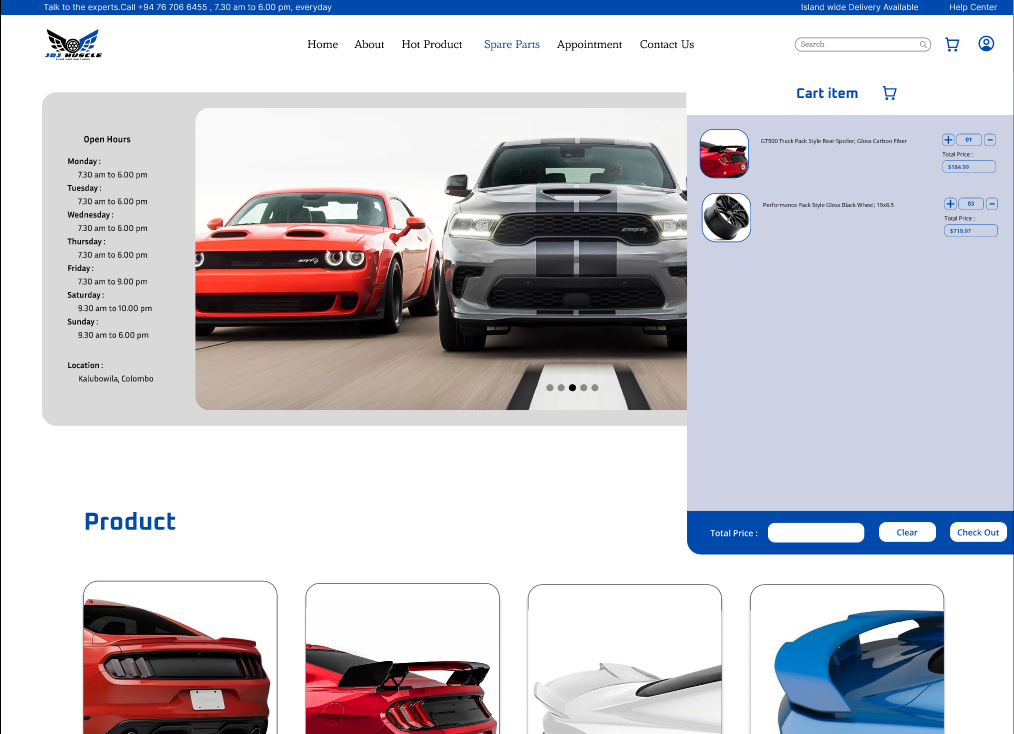 Talk to the experts.Call +94 76 706 6455 , 7.30 am to 6.00 pm, everyday
Island wide Delivery Available
Help Center
JDJ MUSCLE
Home
About
Hot Product
Spare Parts
Appointment
Contact Us
Search
Cart item
Open Hours
Monday :
7.30 am to 6.00 pm
Tuesday :
7.30 am to 6.00 pm
Wednesday :
7.30 am to 6.00 pm
Thursday :
7.30 am to 6.00 pm
Friday :
7.30 am to 9.00 pm
Saturday :
9.30 am to 10.00 pm
Sunday :
9.30 am to 6.00 pm
Location :
Kalubowila, Colombo
GT500 Track Pack Style Rear Spoiler; Gloss Carbon Fiber
01
Total Price :
$184.99
Performance Pack Style Gloss Black Wheel; 19x8.5
03
Total Price :
$719.97
Total Price :
Clear
Check Out
Product